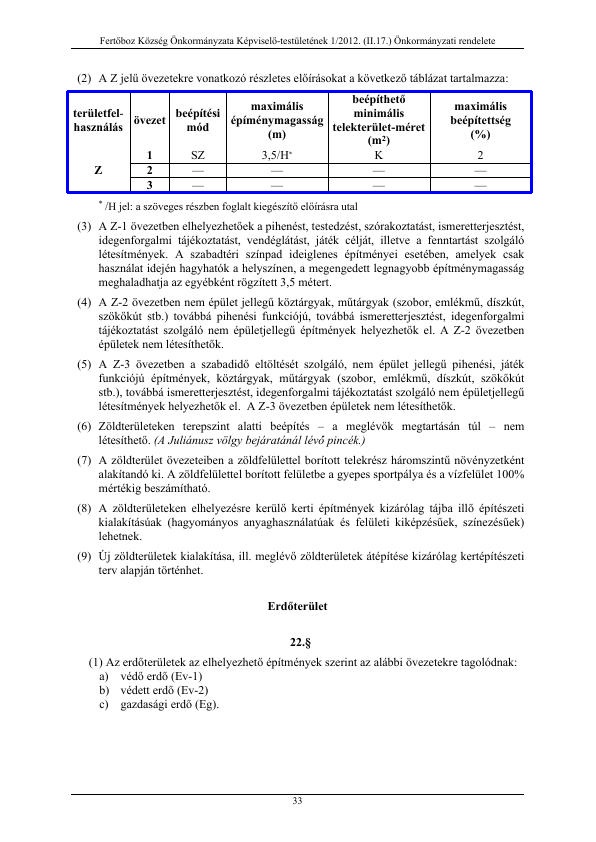 Fertőboz Község Önkormányzata Képviselő-testületének 1/2012. (II.17.) Önkormányzati rendelete
(2) A Z jelű övezetekre vonatkozó részletes előírásokat a következő táblázat tartalmazza:
területfel-használás övezet beépítési mód maximális építménymagasság (m) beépíthető minimális telekterület-méret (m²) maximális beépítettség (%)
Z 1 SZ 3,5/H* K 2
2 — — — —
3 — — — —
* /H jel: a szöveges részben foglalt kiegészítő előírásra utal
(3) A Z-1 övezetben elhelyezhetőek a pihenést, testedzést, szórakoztatást, ismeretterjesztést,
idegenforgalmi tájékoztatást, vendéglátást, játék célját, illetve a fenntartást szolgáló
létesítmények. A szabadtéri színpad ideiglenes építményei esetében, amelyek csak
használat idején hagyhatók a helyszínen, a megengedett legnagyobb építménymagasság
meghaladhatja az egyébként rögzített 3,5 métert.
(4) A Z-2 övezetben nem épület jellegű köztárgyak, műtárgyak (szobor, emlékmű, díszkút,
szökőkút stb.) továbbá pihenési funkciójú, továbbá ismeretterjesztést, idegenforgalmi
tájékoztatást szolgáló nem épületjellegű építmények helyezhetők el. A Z-2 övezetben
épületek nem létesíthetők.
(5) A Z-3 övezetben a szabadidő eltöltését szolgáló, nem épület jellegű pihenési, játék
funkciójú építmények, köztárgyak, műtárgyak (szobor, emlékmű, díszkút, szökőkút
stb.), továbbá ismeretterjesztést, idegenforgalmi tájékoztatást szolgáló nem épületjellegű
létesítmények helyezhetők el. A Z-3 övezetben épületek nem létesíthetők.
(6) Zöldterületeken terepszint alatti beépítés – a meglévők megtartásán túl – nem
létesíthető. (A Juliánusz völgy bejáratánál lévő pincék.)
(7) A zöldterület övezeteiben a zöldfelülettel borított telekrész háromszintű növényzetként
alakítandó ki. A zöldfelülettel borított felületbe a gyepes sportpálya és a vízfelület 100%
mértékig beszámítható.
(8) A zöldterületeken elhelyezésre kerülő kerti építmények kizárólag tájba illő építészeti
kialakításúak (hagyományos anyaghasználatúak és felületi kiképzésűek, színezésűek)
lehetnek.
(9) Új zöldterületek kialakítása, ill. meglévő zöldterületek átépítése kizárólag kertépítészeti
terv alapján történhet.
Erdőterület
22.§
(1) Az erdőterületek az elhelyezhető építmények szerint az alábbi övezetekre tagolódnak:
a) védő erdő (Ev-1)
b) védett erdő (Ev-2)
c) gazdasági erdő (Eg).
33